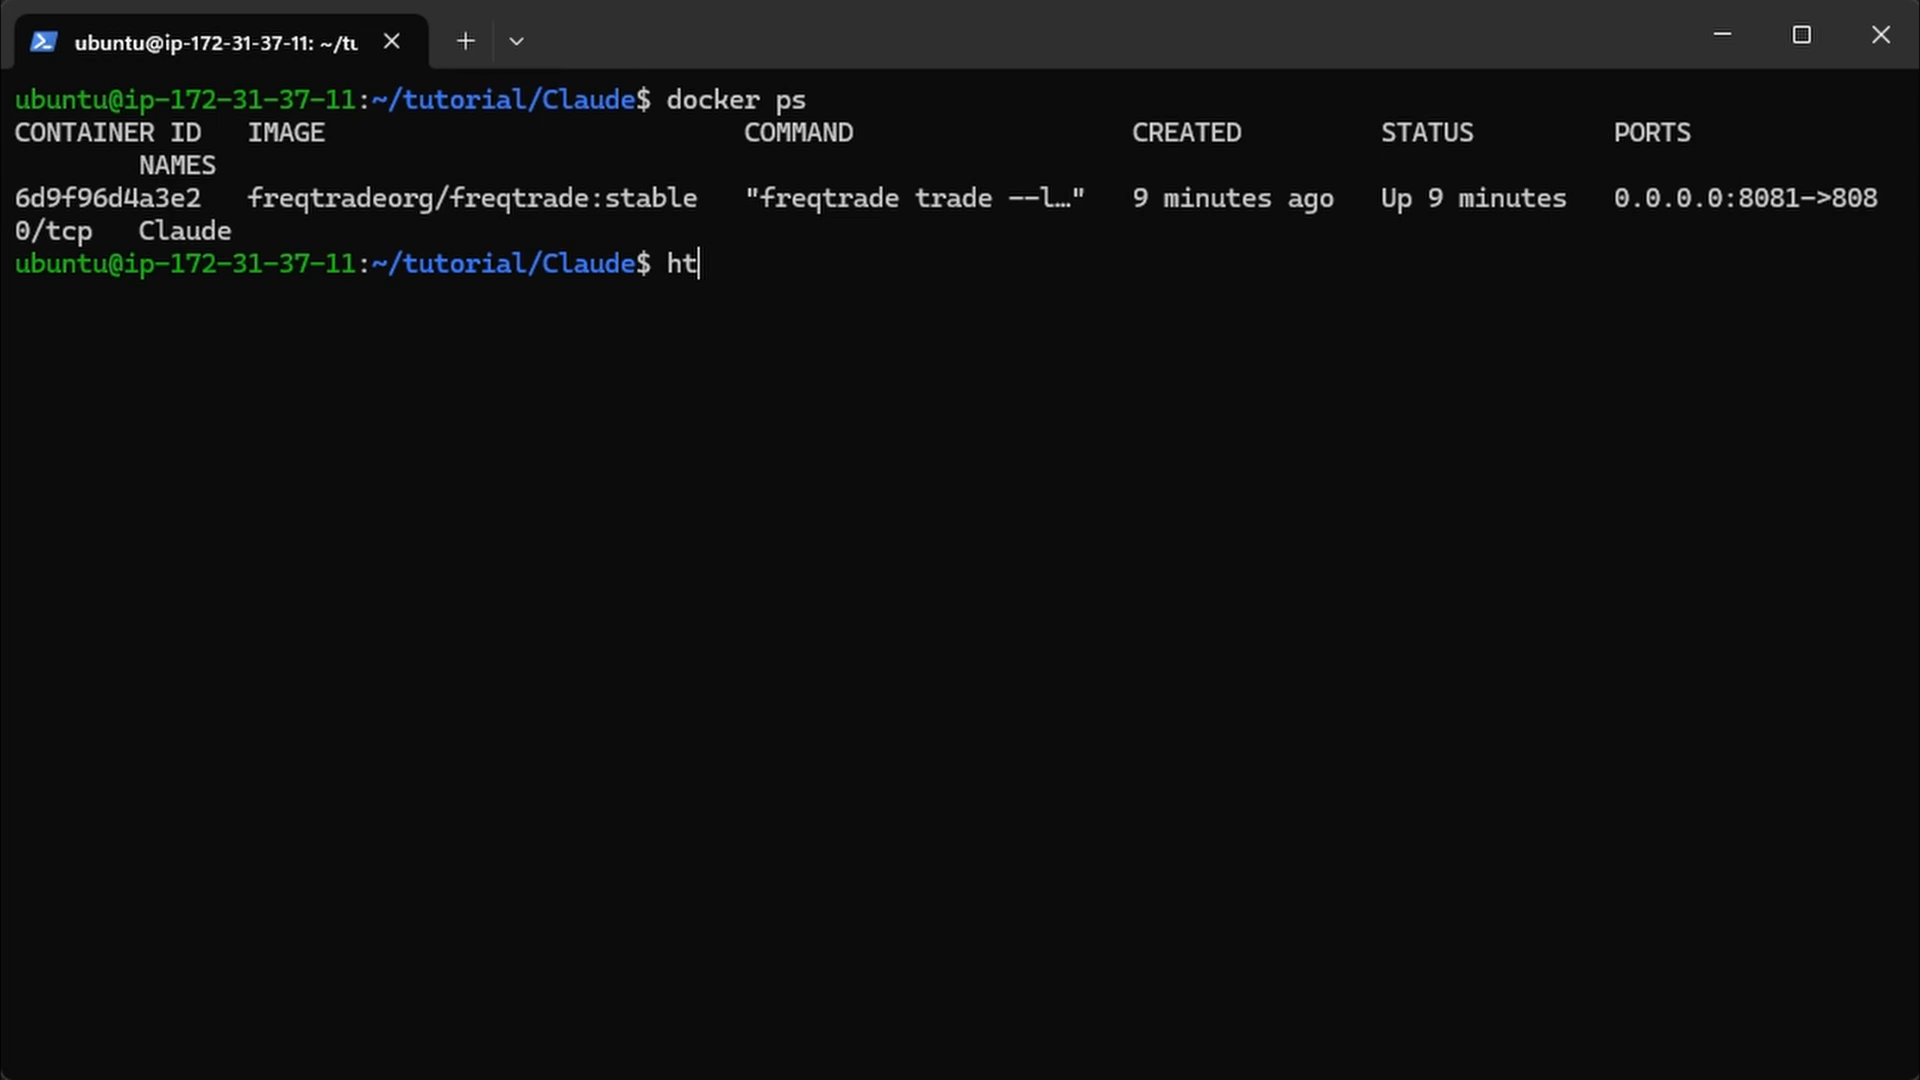 ubuntu@ip-172-31-37-11: ~/tu
ubuntu@ip-172-31-37-11:~/tutorial/Claude$ docker ps
CONTAINER ID   IMAGE                           COMMAND                  CREATED         STATUS         PORTS
        NAMES
6d9f96d4a3e2   freqtradeorg/freqtrade:stable   "freqtrade trade --l…"   9 minutes ago   Up 9 minutes   0.0.0.0:8081->808
0/tcp   Claude
ubuntu@ip-172-31-37-11:~/tutorial/Claude$ ht